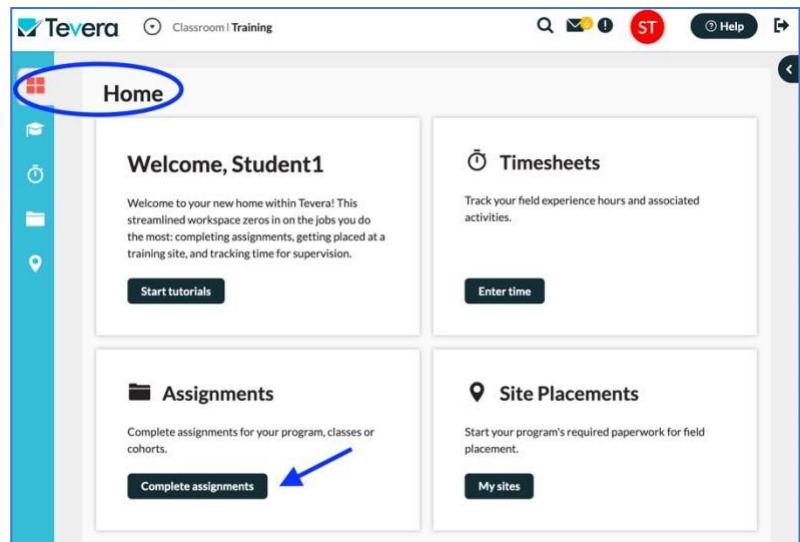 Tevera Classroom | Training ST Help
Home
Welcome, Student1
Welcome to your new home within Tevera! This
streamlined workspace zeros in on the jobs you do
the most: completing assignments, getting placed at a
training site, and tracking time for supervision.
Start tutorials
Timesheets
Track your field experience hours and associated
activities.
Enter time
Assignments
Complete assignments for your program, classes or
cohorts.
Complete assignments
Site Placements
Start your program's required paperwork for field
placement.
My sites